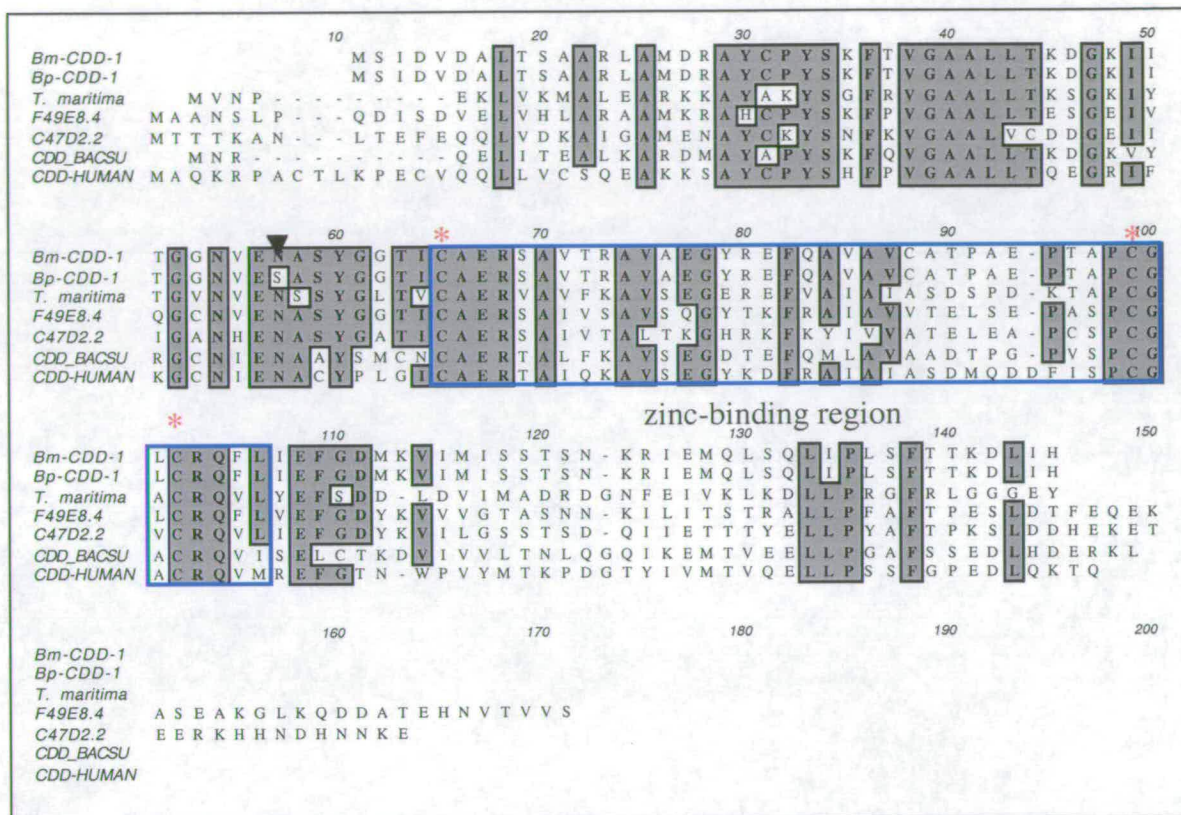 10 20 30 40 50
Bm-CDD-1 M S I D V D A L T S A A R L A M D R A Y C P Y S K F T V G A A L L T K D G K I I
Bp-CDD-1 M S I D V D A L T S A A R L A M D R A Y C P Y S K F T V G A A L L T K D G K I I
T. maritima M V N P - - - - - - - - - E K L V K M A L E A R K K A Y A K Y S G F R V G A A L L T K S G K I Y
F49E8.4 M A A N S L P - - - Q D I S D V E L V H L A R A A M K R A H C P Y S K F P V G A A L L T E S G E I V
C47D2.2 M T T T K A N - - - L T E F E Q Q L V D K A I G A M E N A Y C K Y S N F K V G A A L V C D D G E I I
CDD_BACSU M N R - - - - - - - - - - Q E L I T E A L K A R D M A Y A P Y S K F Q V G A A L L T K D G K V Y
CDD-HUMAN M A Q K R P A C T L K P E C V Q Q L L V C S Q E A K K S A Y C P Y S H F P V G A A L L T Q E G R I F
60 * 70 80 90 * 100
Bm-CDD-1 T G G N V E N A S Y G G T I C A E R S A V T R A V A E G Y R E F Q A V A V C A T P A E - P T A P C G
Bp-CDD-1 T G G N V E S A S Y G G T I C A E R S A V T R A V A E G Y R E F Q A V A V C A T P A E - P T A P C G
T. maritima T G V N V E N S S Y G L T V C A E R V A V F K A V S E G E R E F V A I A I A S D S P D - K T A P C G
F49E8.4 Q G C N V E N A S Y G G T I C A E R S A I V S A V S Q G Y T K F R A I A V V T E L S E - P A S P C G
C47D2.2 I G A N H E N A S Y G A T I C A E R S A I V T A L T K G H R K F K Y I V V A T E L E A - P C S P C G
CDD_BACSU R G C N I E N A A Y S M C N C A E R T A L F K A V S E G D T E F Q M L A V A A D T P G - P V S P C G
CDD-HUMAN K G C N I E N A C Y P L G I C A E R T A I Q K A V S E G Y K D F R A I A I A S D M Q D D F I S P C G
zinc-binding region
* 110 120 130 140 150
Bm-CDD-1 L C R Q F L I E F G D M K V I M I S S T S N - K R I E M Q L S Q L I P L S F T T K D L I H
Bp-CDD-1 L C R Q F L I E F G D M K V I M I S S T S N - K R I E M Q L S Q L I P L S F T T K D L I H
T. maritima A C R Q V L Y E F S P D - L D V I M A D R D G N F E I V K L K D L L P R G F R L G G G E Y
F49E8.4 L C R Q F L V E F G D Y K V V V G T A S N N - K I L I T S T R A L L P F A F T P E S L D T F E Q E K
C47D2.2 V C R Q F L I E F G D Y K V I L G S S T S D - Q I I E T T T Y E L L P Y A F T P K S L D D H E K E T
CDD_BACSU A C R Q V I S E L C T K D V I V V L T N L Q G Q I K E M T V E E L L P G A F S S E D L H D E R K L
CDD-HUMAN A C R Q V M R E F G T N - W P V Y M T K P D G T Y I V M T V Q E L L P S S F G P E D L Q K T Q
160 170 180 190 200
Bm-CDD-1
Bp-CDD-1
T. maritima
F49E8.4 A S E A K G L K Q D D A T E H N V T V V S
C47D2.2 E E R K H H N D H N N K E
CDD_BACSU
CDD-HUMAN